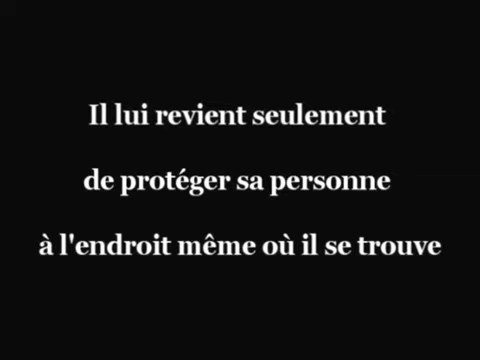 Il lui revient seulement
de protéger sa personne
à l'endroit même où il se trouve